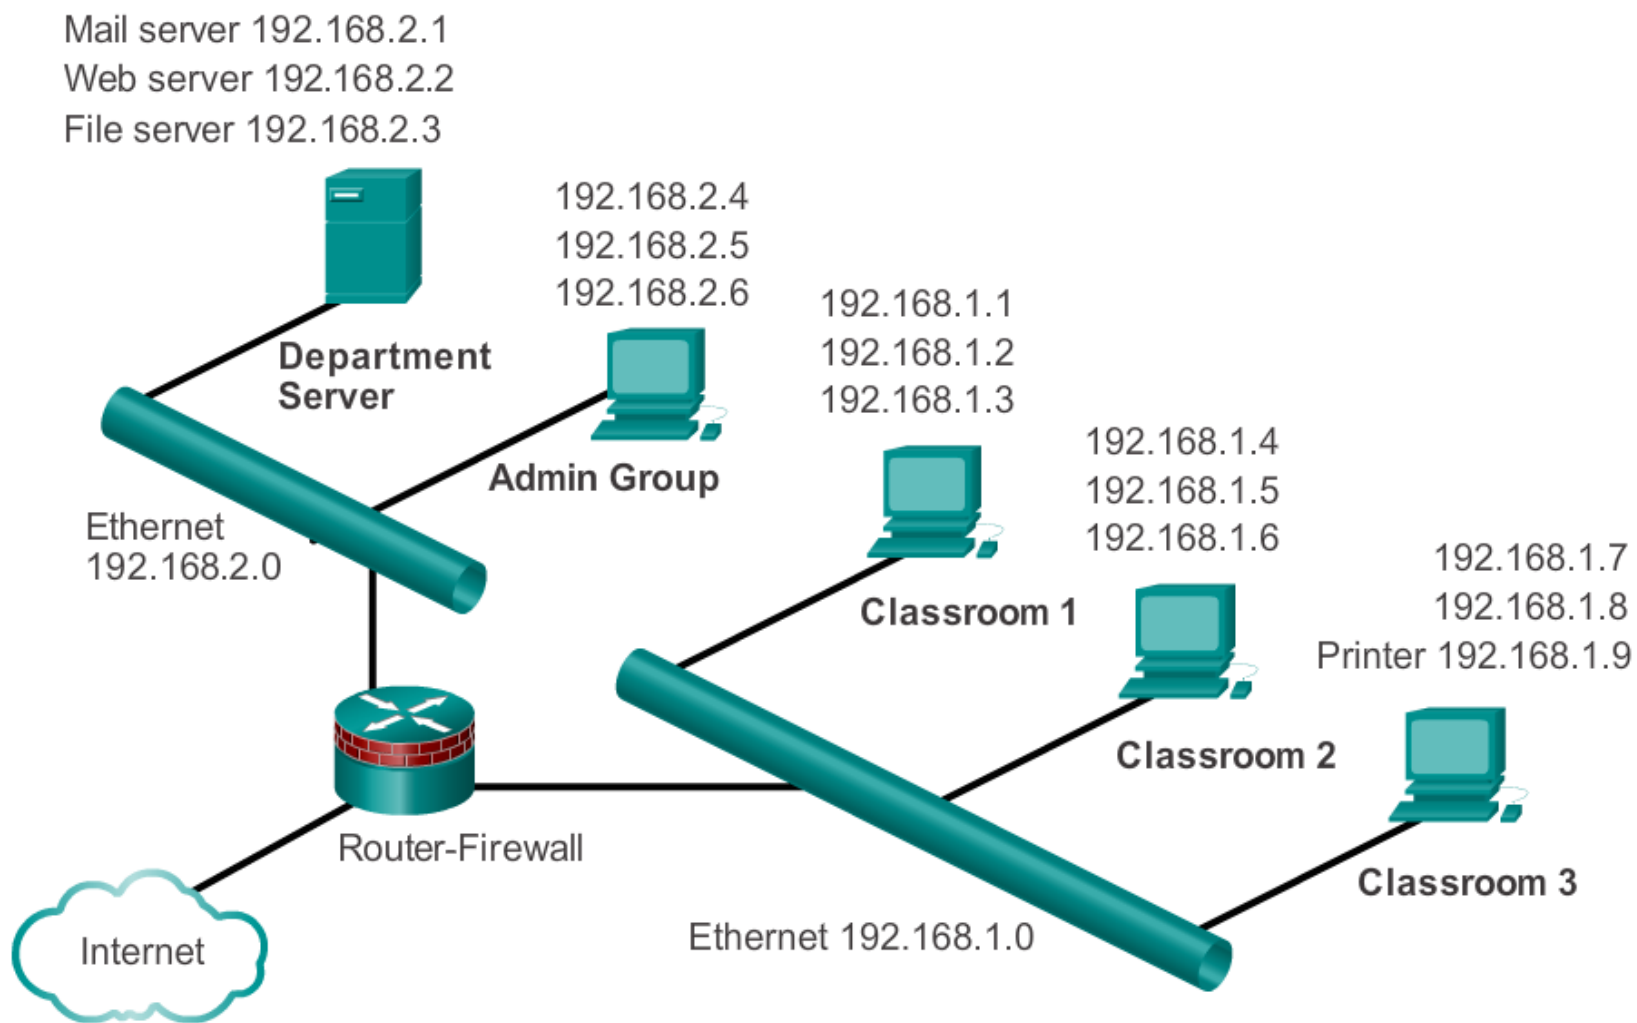 Mail server 192.168.2.1
Web server 192.168.2.2
File server 192.168.2.3
192.168.2.4
192.168.2.5
192.168.2.6
Department
Server
Admin Group
192.168.1.1
192.168.1.2
192.168.1.3
192.168.1.4
192.168.1.5
192.168.1.6
Ethernet
192.168.2.0
Classroom 1
192.168.1.7
192.168.1.8
Printer 192.168.1.9
Classroom 2
Router-Firewall
Classroom 3
Ethernet 192.168.1.0
Internet